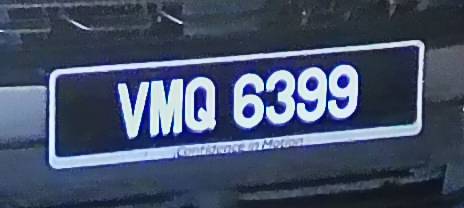 VMQ 6399
Confidence in Motion